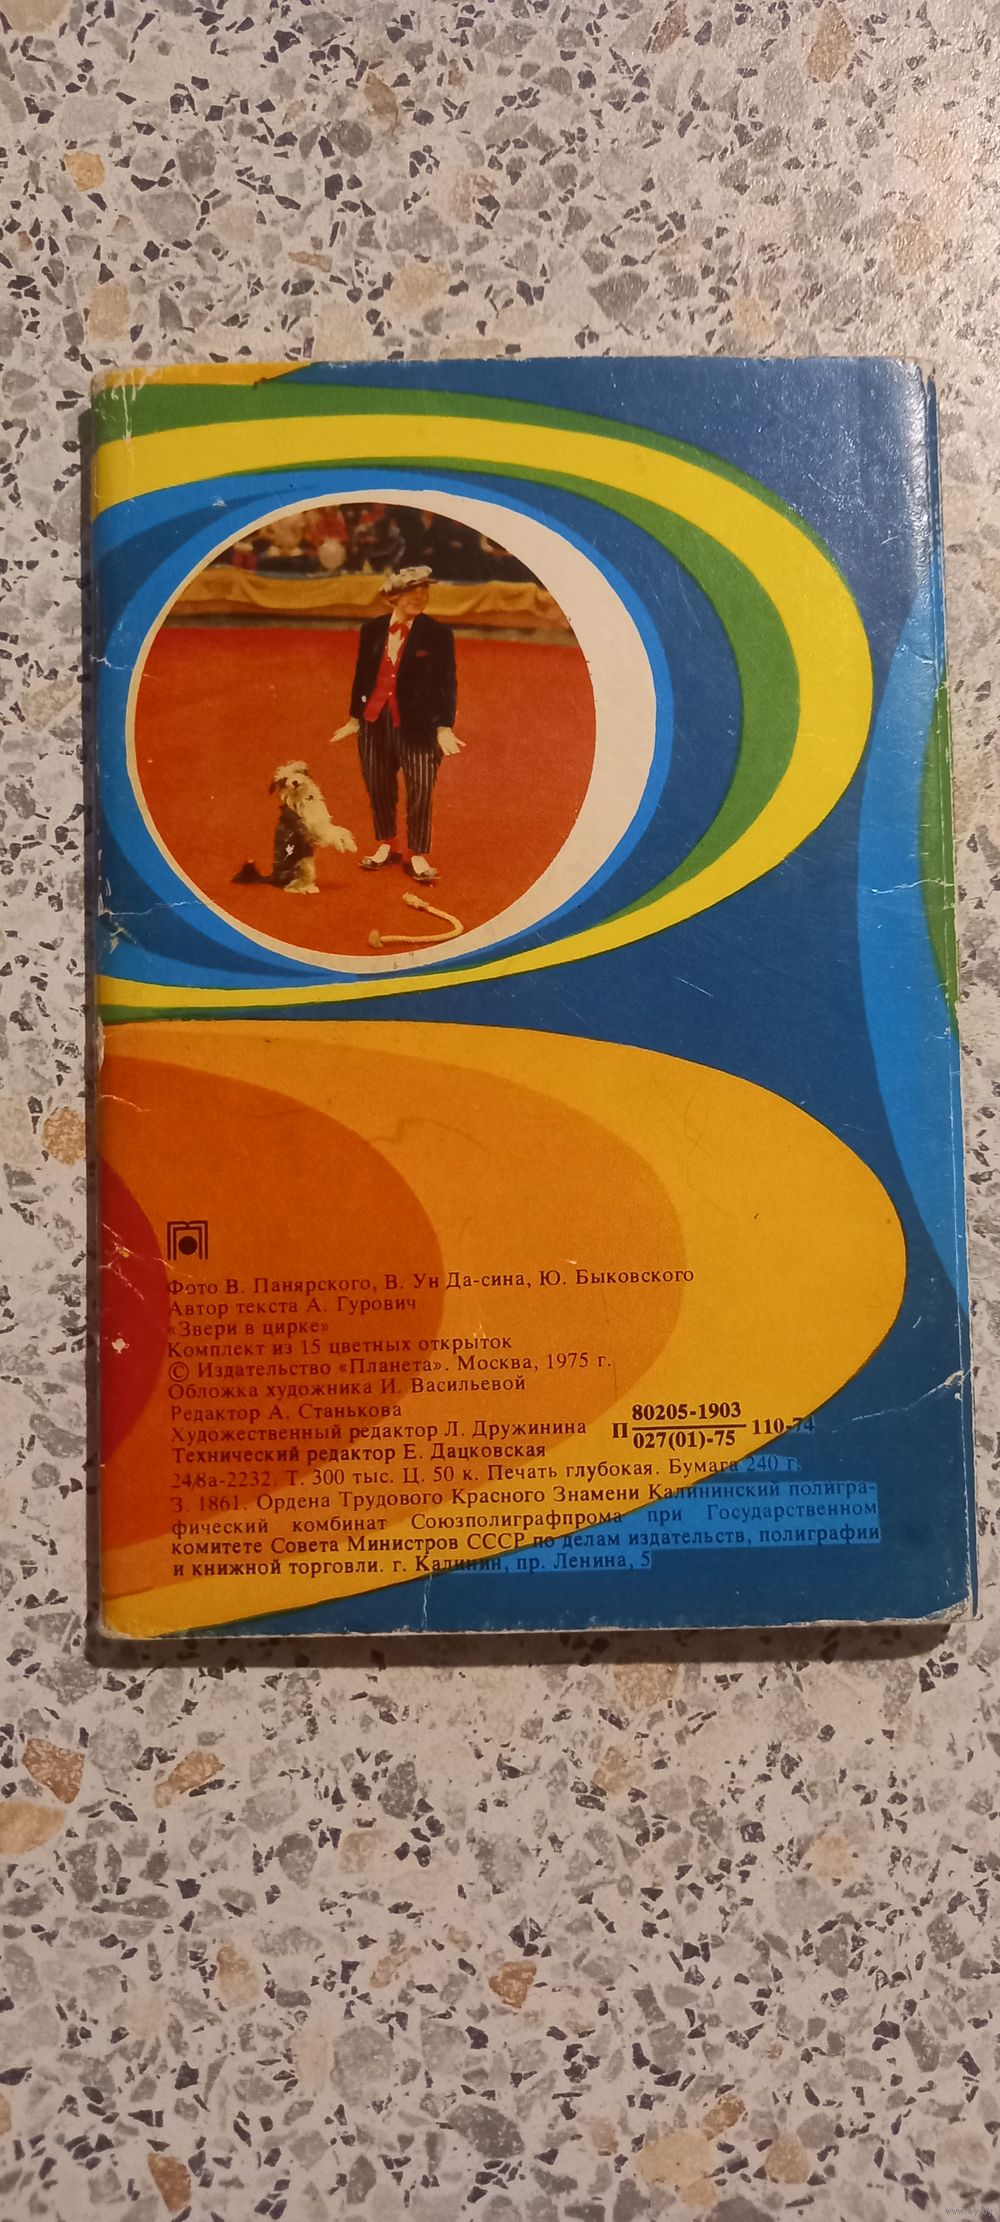 Фото В. Панярского, В. Ун Да-сина, Ю. Быковского
Автор текста А. Гурович
«Звери в цирке»
Комплект из 15 цветных открыток
© Издательство «Планета». Москва, 1975 г.
Обложка художника И. Васильевой
Редактор А. Станькова
Художественный редактор Л. Дружинина
Технический редактор Е. Дацковская
П 80205-1903 110-74
027(01)-75
24/8а-2232. Т. 300 тыс. Ц. 50 к. Печать глубокая. Бумага 240 г.
З. 1861. Ордена Трудового Красного Знамени Калининский полигра-
фический комбинат Союзполиграфпрома при Государственном
комитете Совета Министров СССР по делам издательств, полиграфии
и книжной торговли. г. Калинин, пр. Ленина, 5